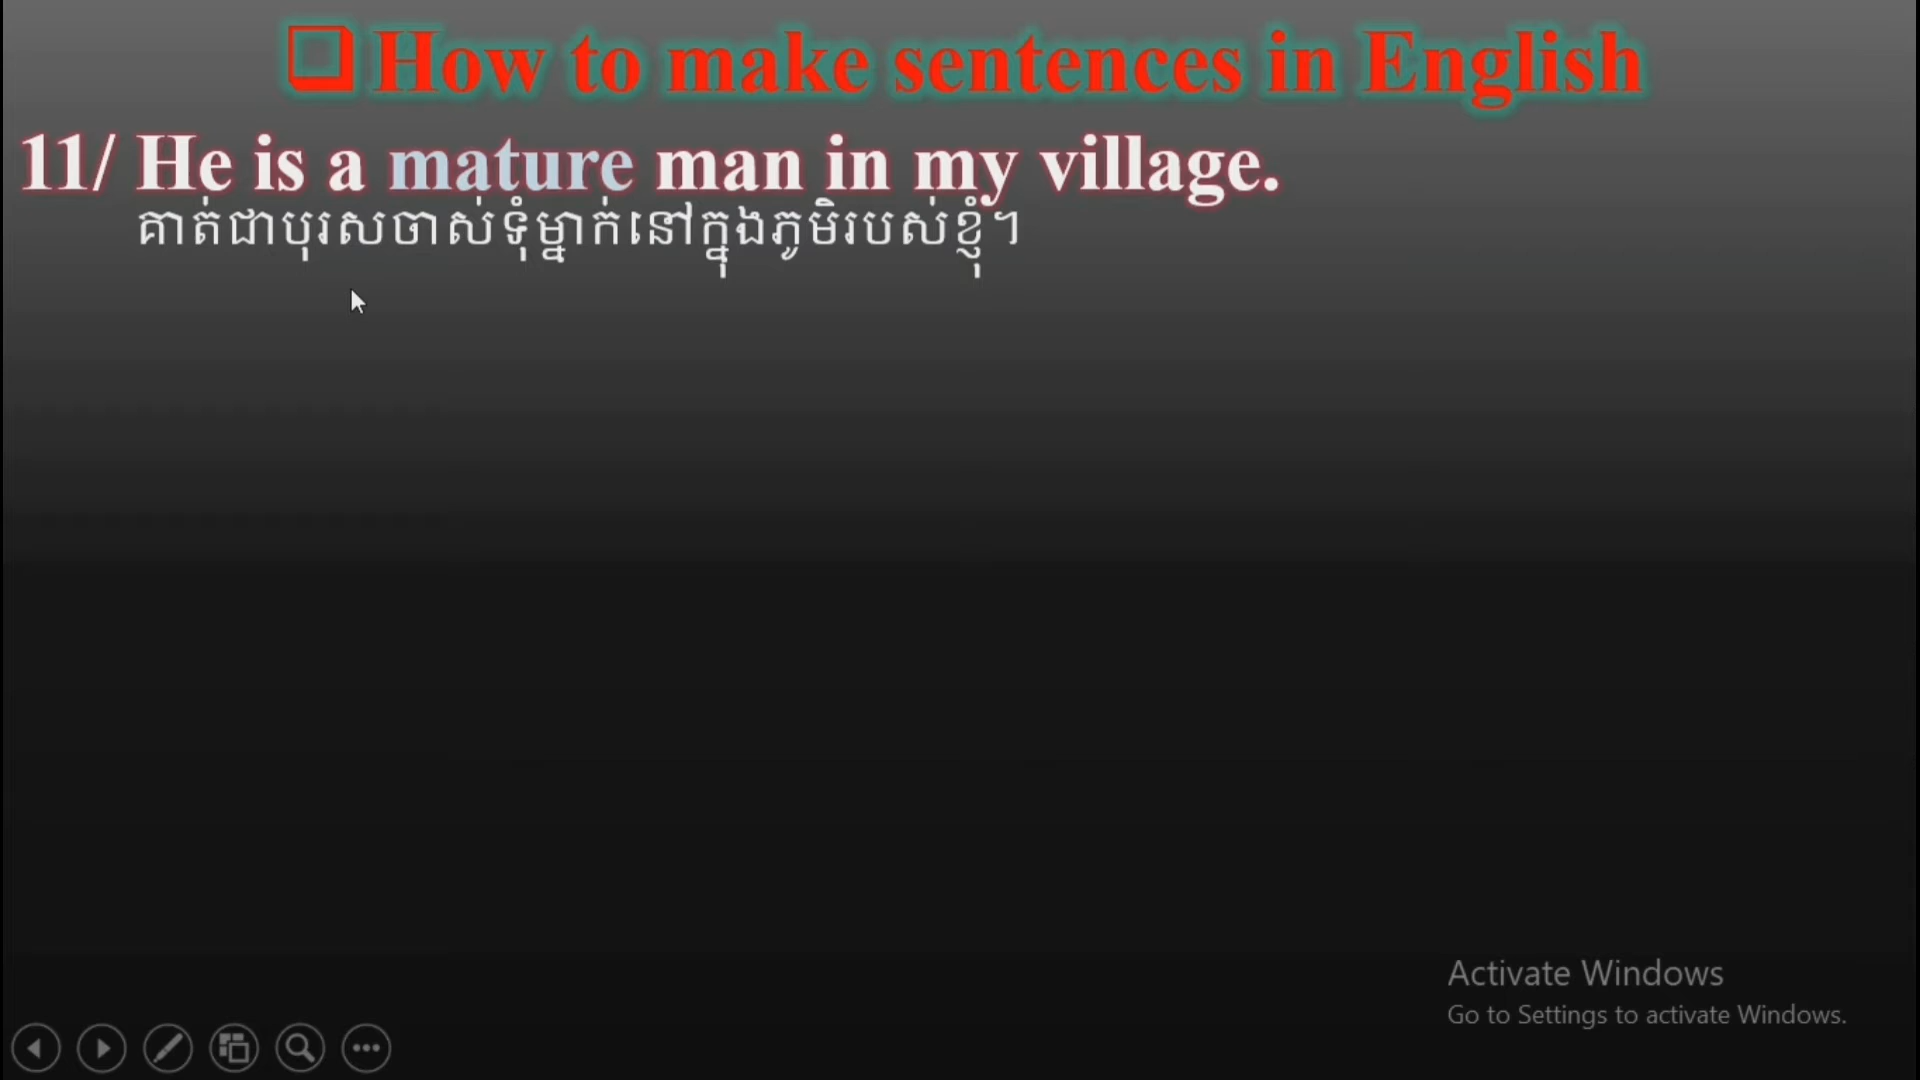 How to make sentences in English
11/ He is a mature man in my village.
គាត់ជាបុរសចាស់ទុំម្នាក់នៅក្នុងភូមិរបស់ខ្ញុំ។
Activate Windows
Go to Settings to activate Windows.